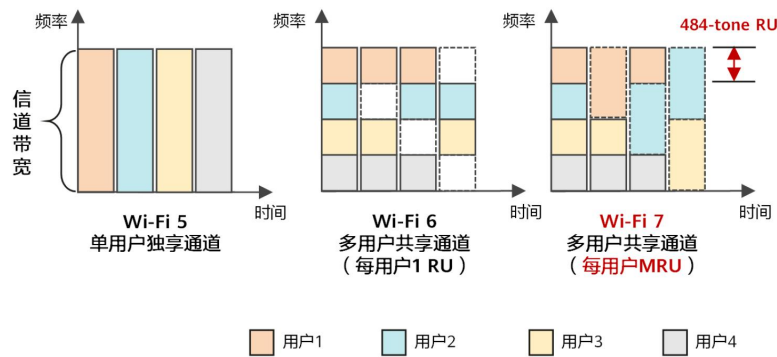 频率
信
道
带
宽
时间
Wi-Fi 5
单用户独享通道
频率
时间
Wi-Fi 6
多用户共享通道
（每用户1 RU）
频率
484-tone RU
时间
Wi-Fi 7
多用户共享通道
（每用户MRU）
用户1
用户2
用户3
用户4